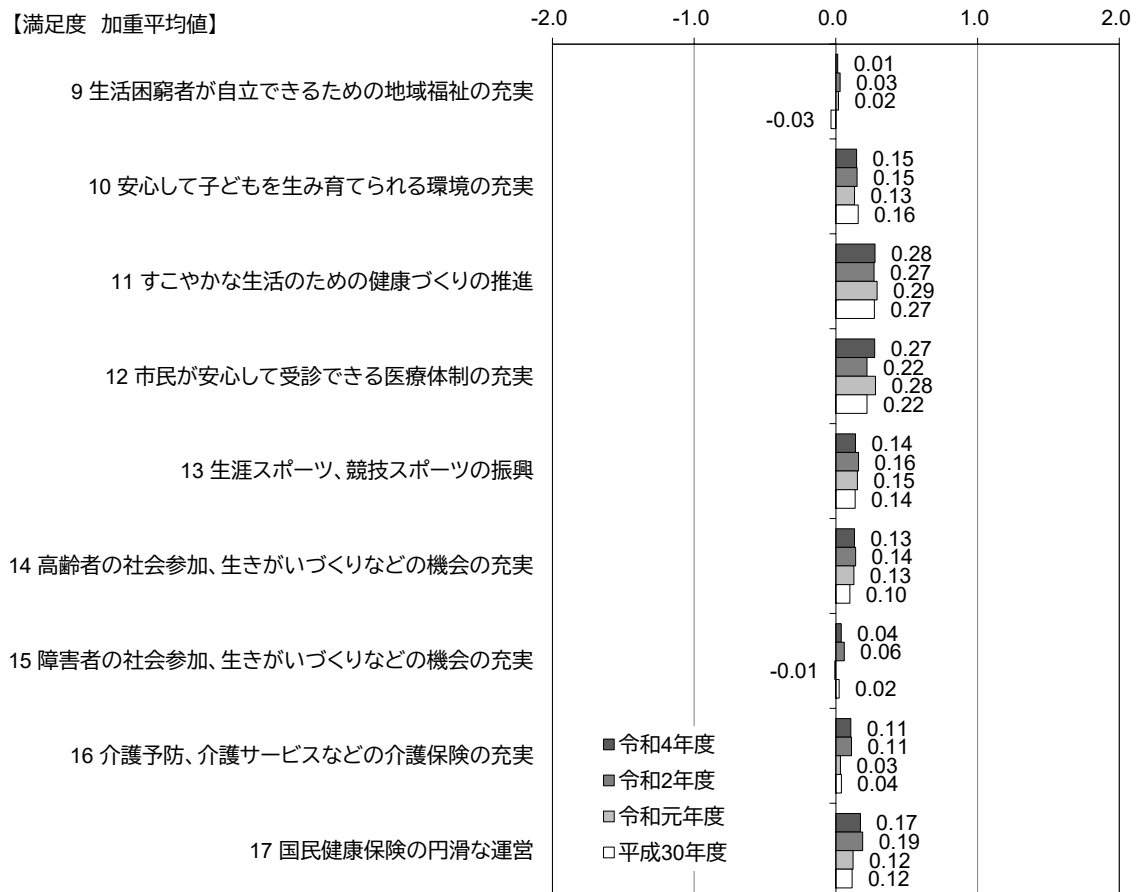 【満足度 加重平均値】
-2.0 -1.0 0.0 1.0 2.0
9 生活困窮者が自立できるための地域福祉の充実
0.01
0.03
0.02
-0.03
10 安心して子どもを生み育てられる環境の充実
0.15
0.15
0.13
0.16
11 すこやかな生活のための健康づくりの推進
0.28
0.27
0.29
0.27
12 市民が安心して受診できる医療体制の充実
0.27
0.22
0.28
0.22
13 生涯スポーツ、競技スポーツの振興
0.14
0.16
0.15
0.14
14 高齢者の社会参加、生きがいづくりなどの機会の充実
0.13
0.14
0.13
0.10
15 障害者の社会参加、生きがいづくりなどの機会の充実
0.04
0.06
-0.01
0.02
16 介護予防、介護サービスなどの介護保険の充実
0.11
0.11
0.03
0.04
17 国民健康保険の円滑な運営
0.17
0.19
0.12
0.12
令和4年度
令和2年度
令和元年度
平成30年度